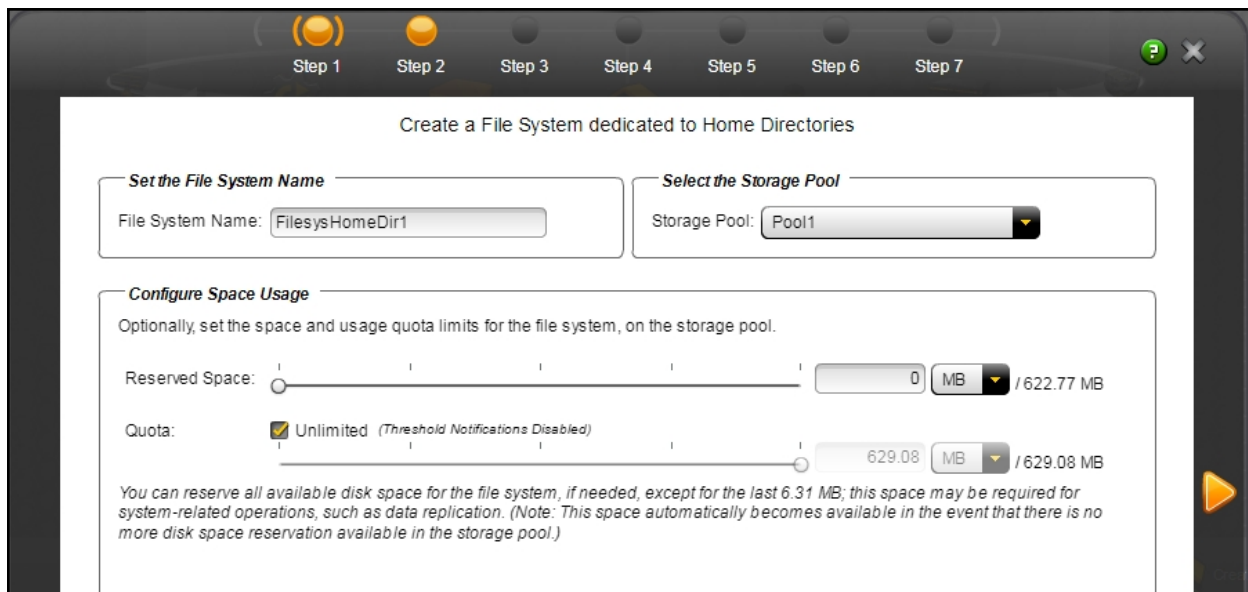 Step 1 Step 2 Step 3 Step 4 Step 5 Step 6 Step 7
Create a File System dedicated to Home Directories
Set the File System Name
File System Name: FilesysHomeDir1
Select the Storage Pool
Storage Pool: Pool1
Configure Space Usage
Optionally, set the space and usage quota limits for the file system, on the storage pool.
Reserved Space: 0 MB / 622.77 MB
Quota: Unlimited (Threshold Notifications Disabled)
629.08 MB / 629.08 MB
You can reserve all available disk space for the file system, if needed, except for the last 6.31 MB; this space may be required for
system-related operations, such as data replication. (Note: This space automatically becomes available in the event that there is no
more disk space reservation available in the storage pool.)